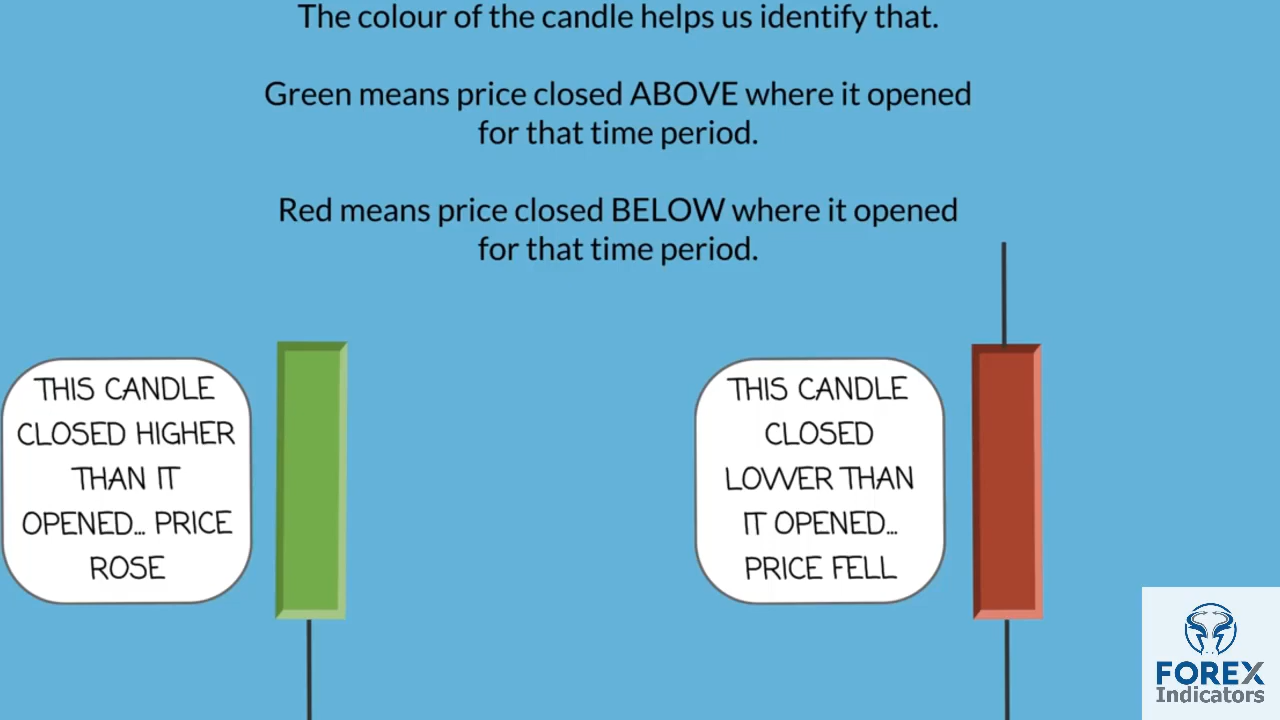 The colour of the candle helps us identify that.
Green means price closed ABOVE where it opened
for that time period.
Red means price closed BELOW where it opened
for that time period.
THIS CANDLE
CLOSED HIGHER
THAN IT
OPENED... PRICE
ROSE
THIS CANDLE
CLOSED
LOWER THAN
IT OPENED...
PRICE FELL
FOREX
Indicators